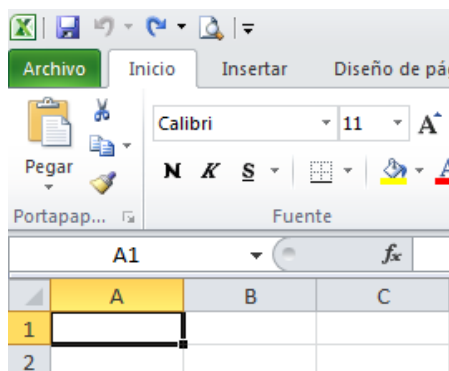 Archivo Inicio Insertar Diseño de pá
Calibri 11 A
Pegar N K S A
Portapap... Fuente
A1 fx
A B C
1
2